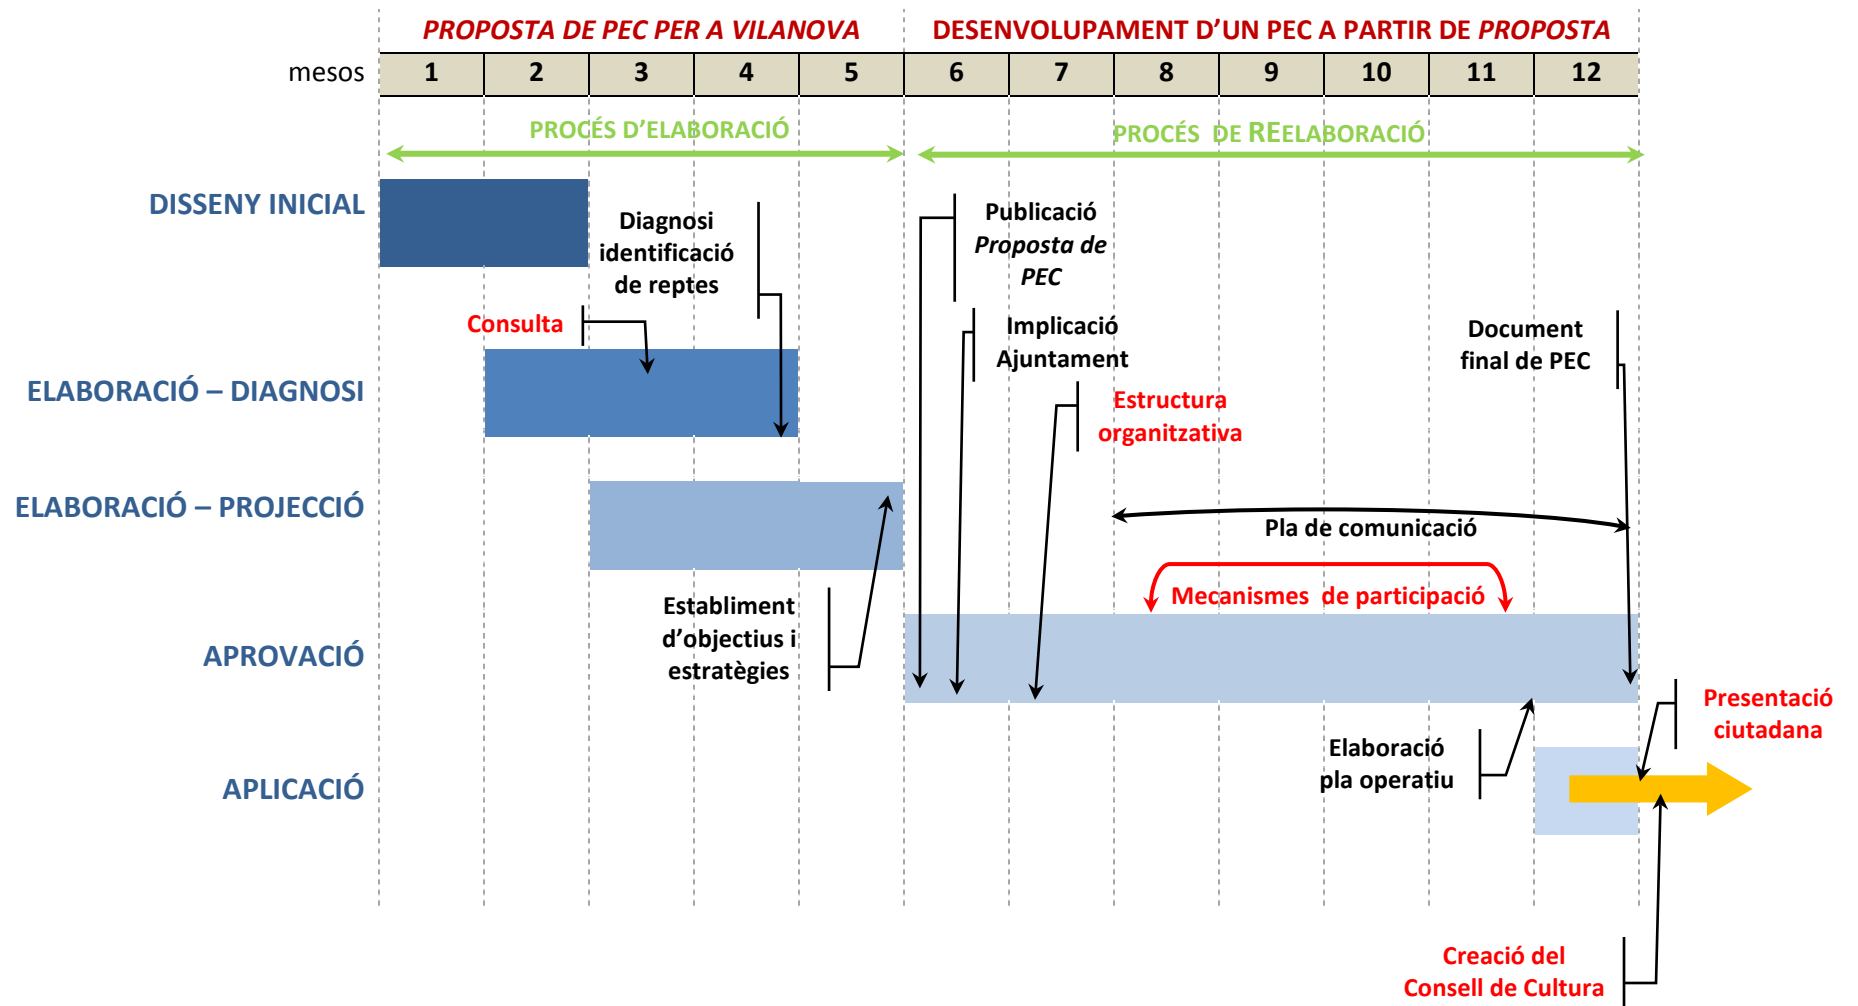 PROPOSTA DE PEC PER A VILANOVA
DESENVOLUPAMENT D'UN PEC A PARTIR DE PROPOSTA
mesos 1 2 3 4 5 6 7 8 9 10 11 12
PROCÉS D'ELABORACIÓ
PROCÉS DE REELABORACIÓ
DISSENY INICIAL
Diagnosi
identificació
de reptes
Publicació
Proposta de
PEC
Consulta
Implicació
Ajuntament
Document
final de PEC
ELABORACIÓ – DIAGNOSI
Estructura
organitzativa
ELABORACIÓ – PROJECCIÓ
Pla de comunicació
Mecanismes de participació
Establiment
d'objectius i
estratègies
APROVACIÓ
Presentació
ciutadana
Elaboració
pla operatiu
APLICACIÓ
Creació del
Consell de Cultura